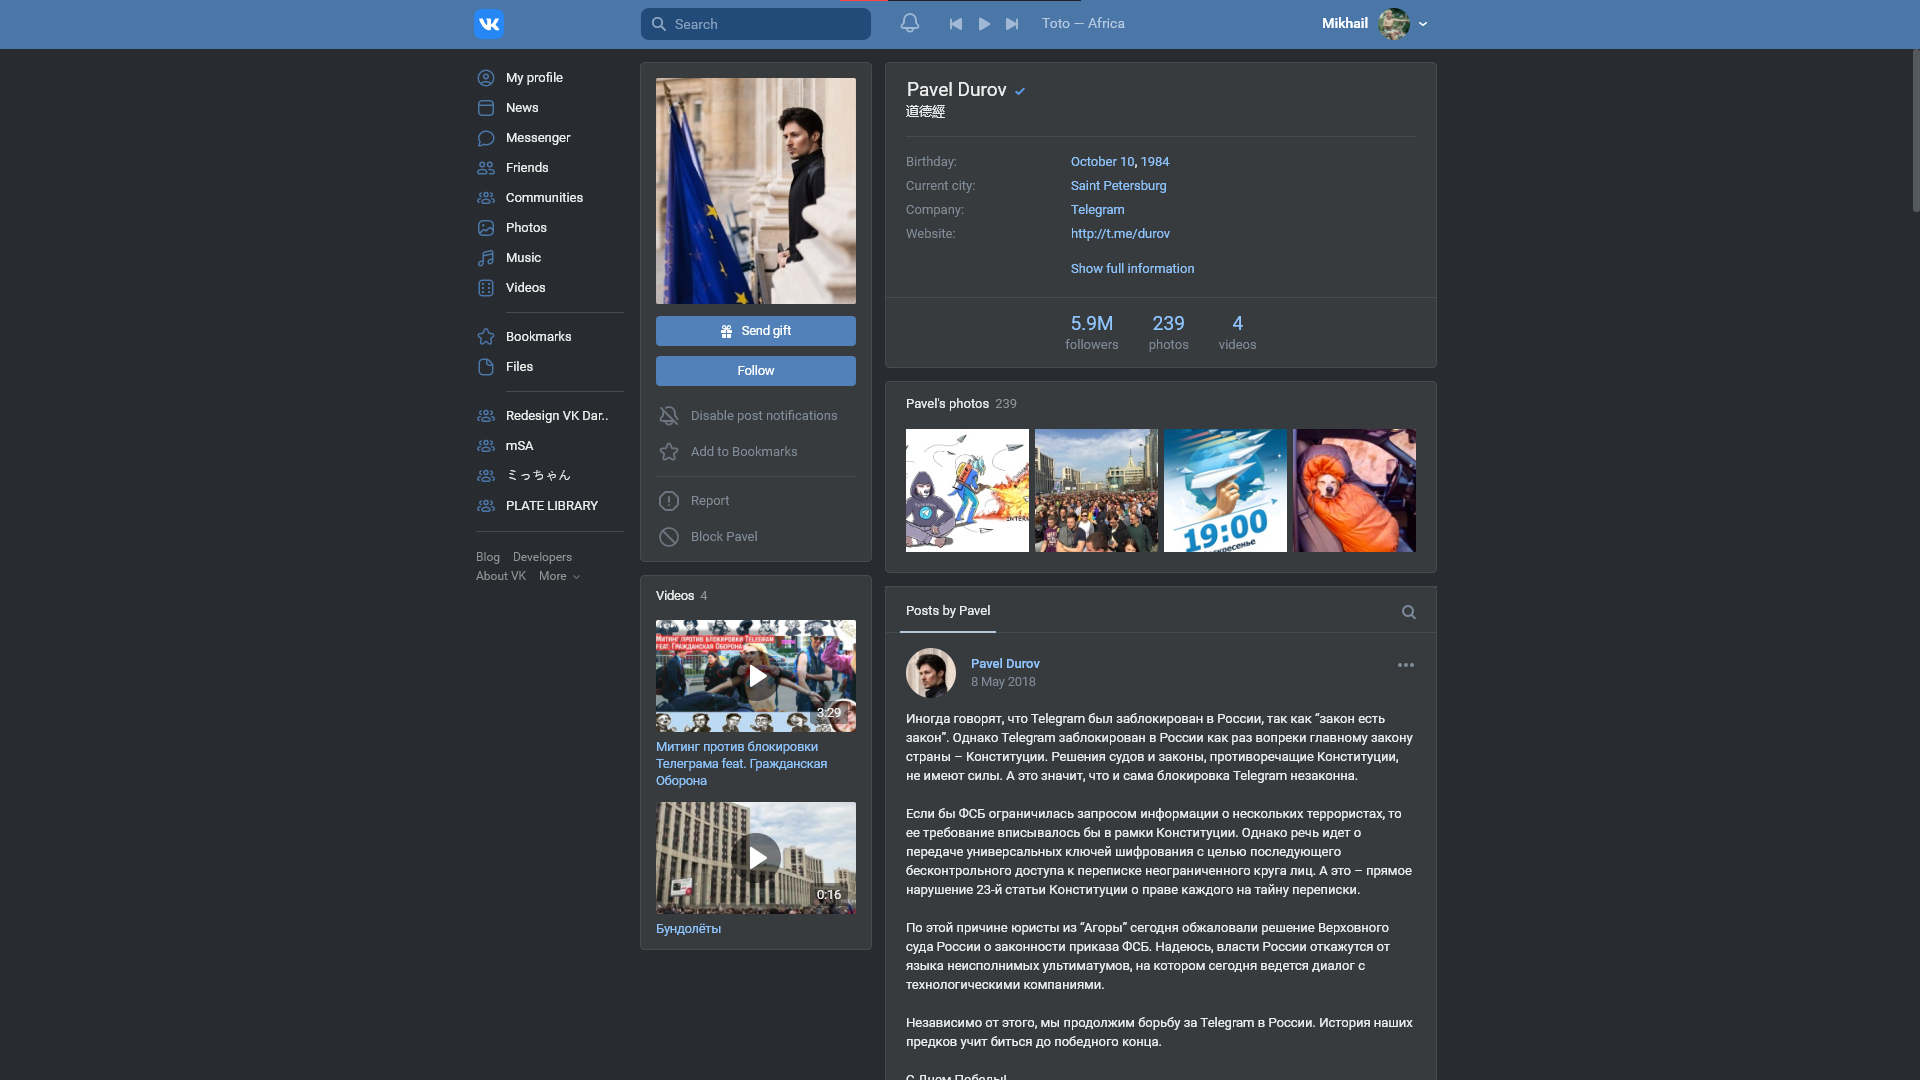 Search
Toto — Africa
Mikhail
My profile
News
Messenger
Friends
Communities
Photos
Music
Videos
Bookmarks
Files
Redesign VK Dar..
mSA
ミっちゃん
PLATE LIBRARY
Blog Developers
About VK More
Send gift
Follow
Disable post notifications
Add to Bookmarks
Report
Block Pavel
Videos 4
МИТИНГ ПРОТИВ БЛОКИРОВКИ TELEGRAM
FEAT. ГРАЖДАНСКАЯ ОБОРОНА
3:29
Митинг против блокировки
Телеграма feat. Гражданская
Оборона
0:16
Бундолёты
Pavel Durov
道德經
Birthday: October 10, 1984
Current city: Saint Petersburg
Company: Telegram
Website: http://t.me/durov
Show full information
5.9M 239 4
followers photos videos
Pavel's photos 239
19:00
Posts by Pavel
Pavel Durov
8 May 2018
Иногда говорят, что Telegram был заблокирован в России, так как “закон есть
закон”. Однако Telegram заблокирован в России как раз вопреки главному закону
страны – Конституции. Решения судов и законы, противоречащие Конституции,
не имеют силы. А это значит, что и сама блокировка Telegram незаконна.
Если бы ФСБ ограничилась запросом информации о нескольких террористах, то
ее требование вписывалось бы в рамки Конституции. Однако речь идет о
передаче универсальных ключей шифрования с целью последующего
бесконтрольного доступа к переписке неограниченного круга лиц. А это – прямое
нарушение 23-й статьи Конституции о праве каждого на тайну переписки.
По этой причине юристы из “Агоры” сегодня обжаловали решение Верховного
суда России о законности приказа ФСБ. Надеюсь, власти России откажутся от
языка неисполнимых ультиматумов, на котором сегодня ведется диалог с
технологическими компаниями.
Независимо от этого, мы продолжим борьбу за Telegram в России. История наших
предков учит биться до победного конца.
С Днем Победы!